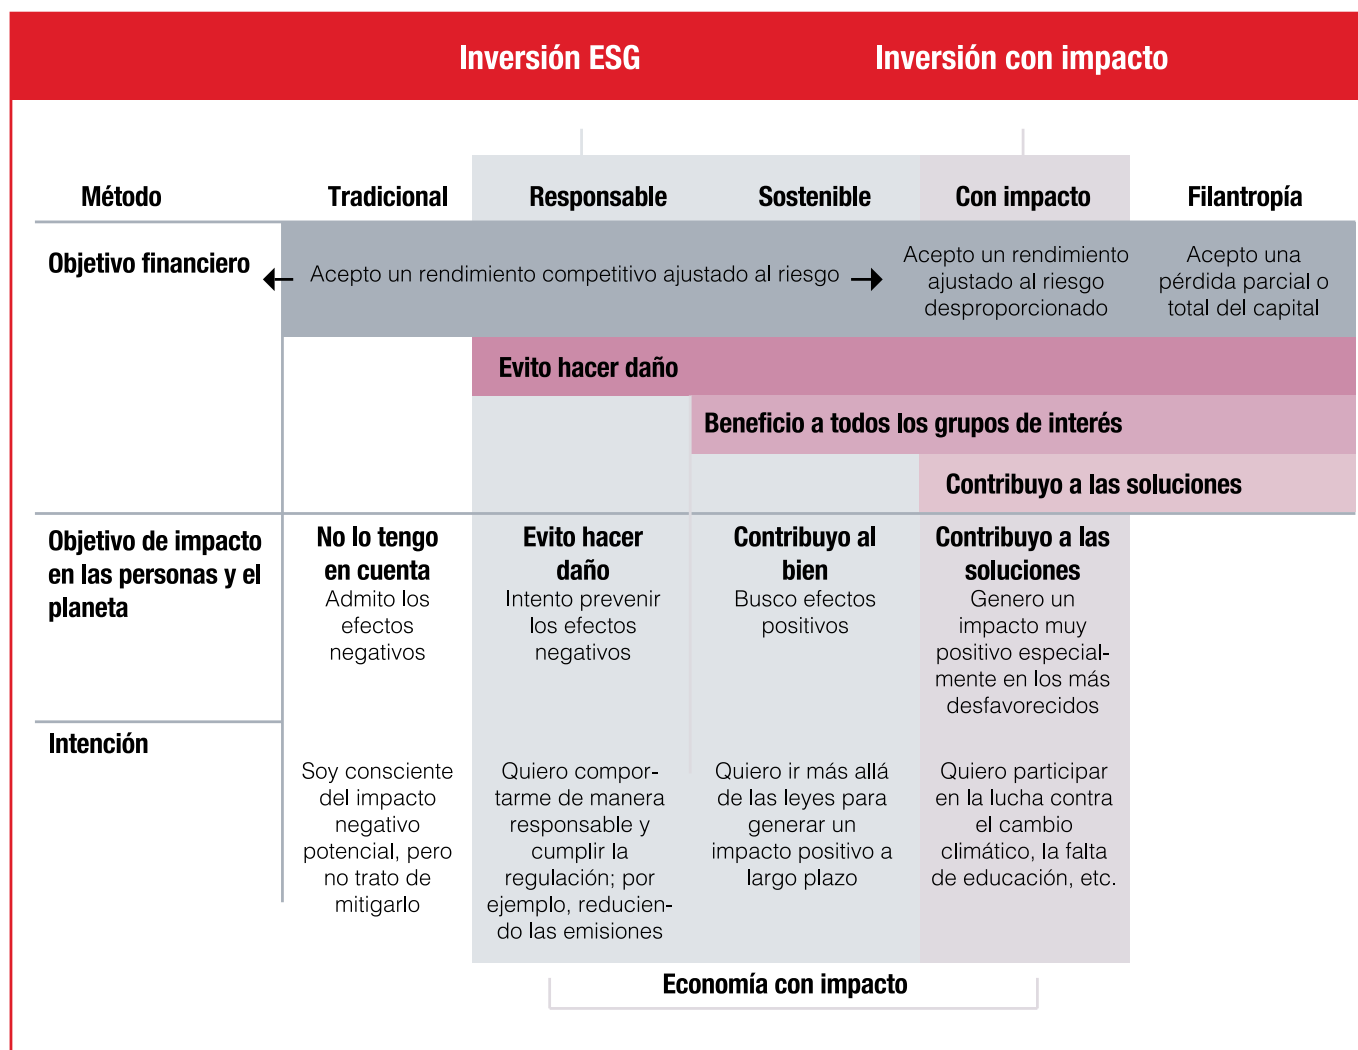 Inversión ESG
Inversión con impacto
Método
Tradicional
Responsable
Sostenible
Con impacto
Filantropía
Objetivo financiero
Acepto un rendimiento competitivo ajustado al riesgo
Acepto un rendimiento
ajustado al riesgo
desproporcionado
Acepto una
pérdida parcial o
total del capital
Evito hacer daño
Beneficio a todos los grupos de interés
Contribuyo a las soluciones
Objetivo de impacto
en las personas y el
planeta
No lo tengo
en cuenta
Admito los
efectos
negativos
Evito hacer
daño
Intento prevenir
los efectos
negativos
Contribuyo al
bien
Busco efectos
positivos
Contribuyo a las
soluciones
Genero un
impacto muy
positivo especial-
mente en los más
desfavorecidos
Intención
Soy consciente
del impacto
negativo
potencial, pero
no trato de
mitigarlo
Quiero compor-
tarme de manera
responsable y
cumplir la
regulación; por
ejemplo, reducien-
do las emisiones
Quiero ir más allá
de las leyes para
generar un
impacto positivo a
largo plazo
Quiero participar
en la lucha contra
el cambio
climático, la falta
de educación, etc.
Economía con impacto